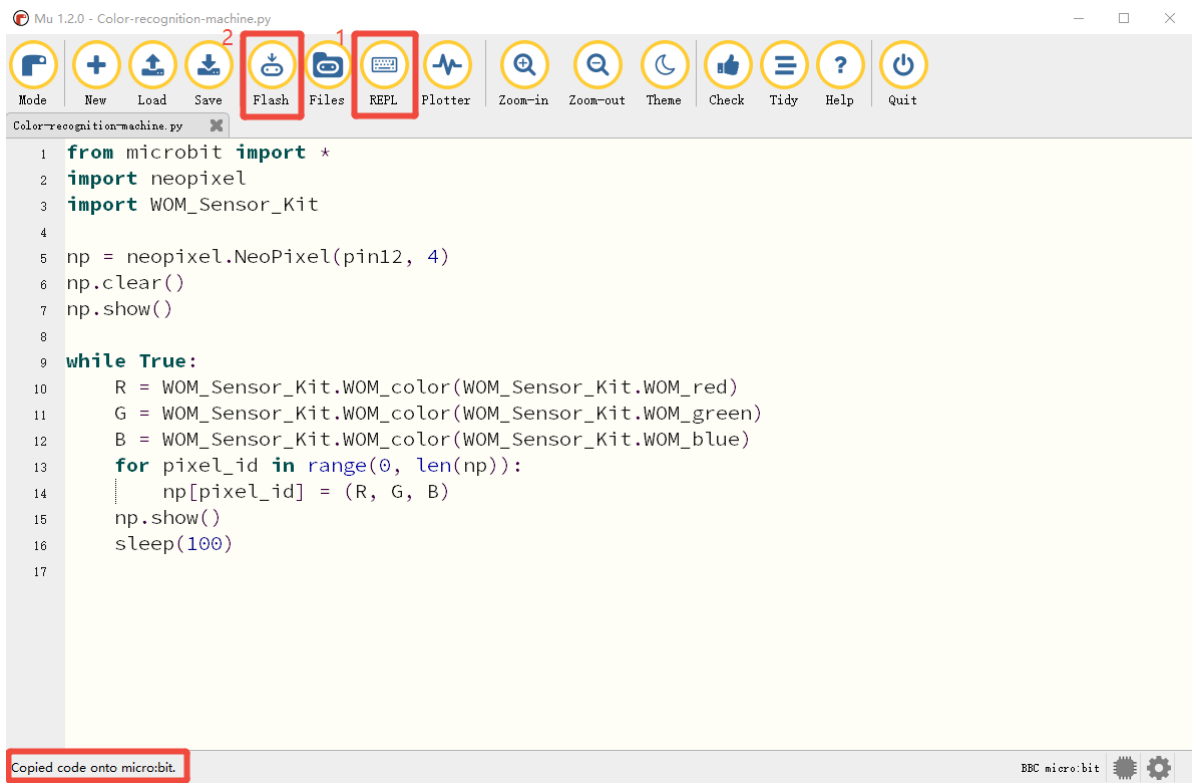 Mu 1.2.0 - Color-recognition-machine.py
2 1
Mode New Load Save Flash Files REPL Plotter Zoom-in Zoom-out Theme Check Tidy Help Quit
Color-recognition-machine.py
1 from microbit import *
2 import neopixel
3 import WOM_Sensor_Kit
4
5 np = neopixel.NeoPixel(pin12, 4)
6 np.clear()
7 np.show()
8
9 while True:
10     R = WOM_Sensor_Kit.WOM_color(WOM_Sensor_Kit.WOM_red)
11     G = WOM_Sensor_Kit.WOM_color(WOM_Sensor_Kit.WOM_green)
12     B = WOM_Sensor_Kit.WOM_color(WOM_Sensor_Kit.WOM_blue)
13     for pixel_id in range(0, len(np)):
14         np[pixel_id] = (R, G, B)
15     np.show()
16     sleep(100)
17
Copied code onto micro:bit. BBC micro:bit